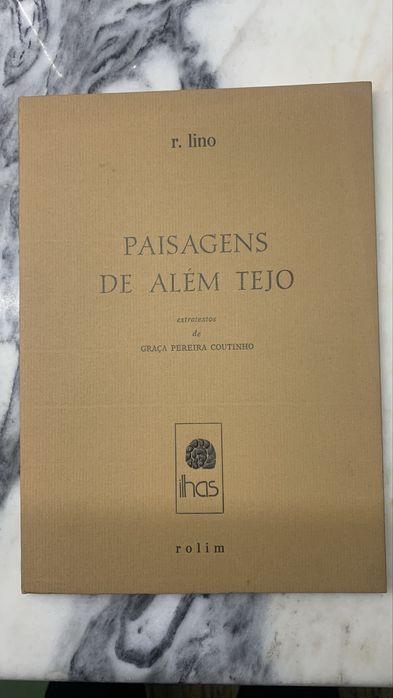 r. lino
PAISAGENS
DE ALÉM TEJO
extratextos
de
GRAÇA PEREIRA COUTINHO
ilhas
rolim